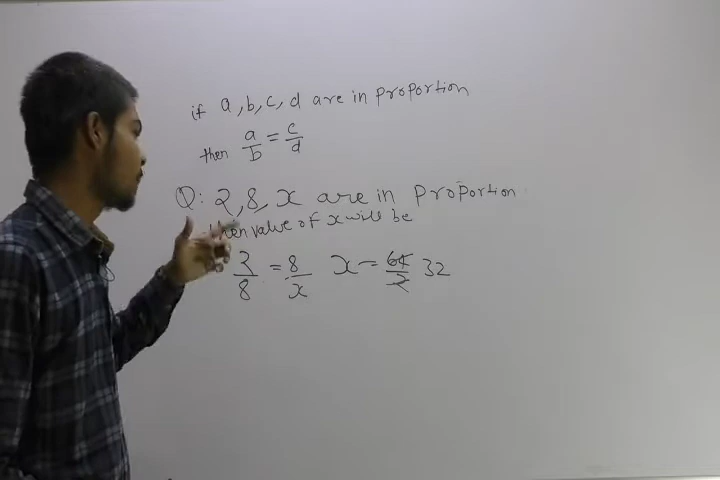 if a, b, c, d are in proportion
then a/b = c/d
Q: 2, 8, x are in proportion
then value of x will be
2/8 = 8/x x = 64/2 32